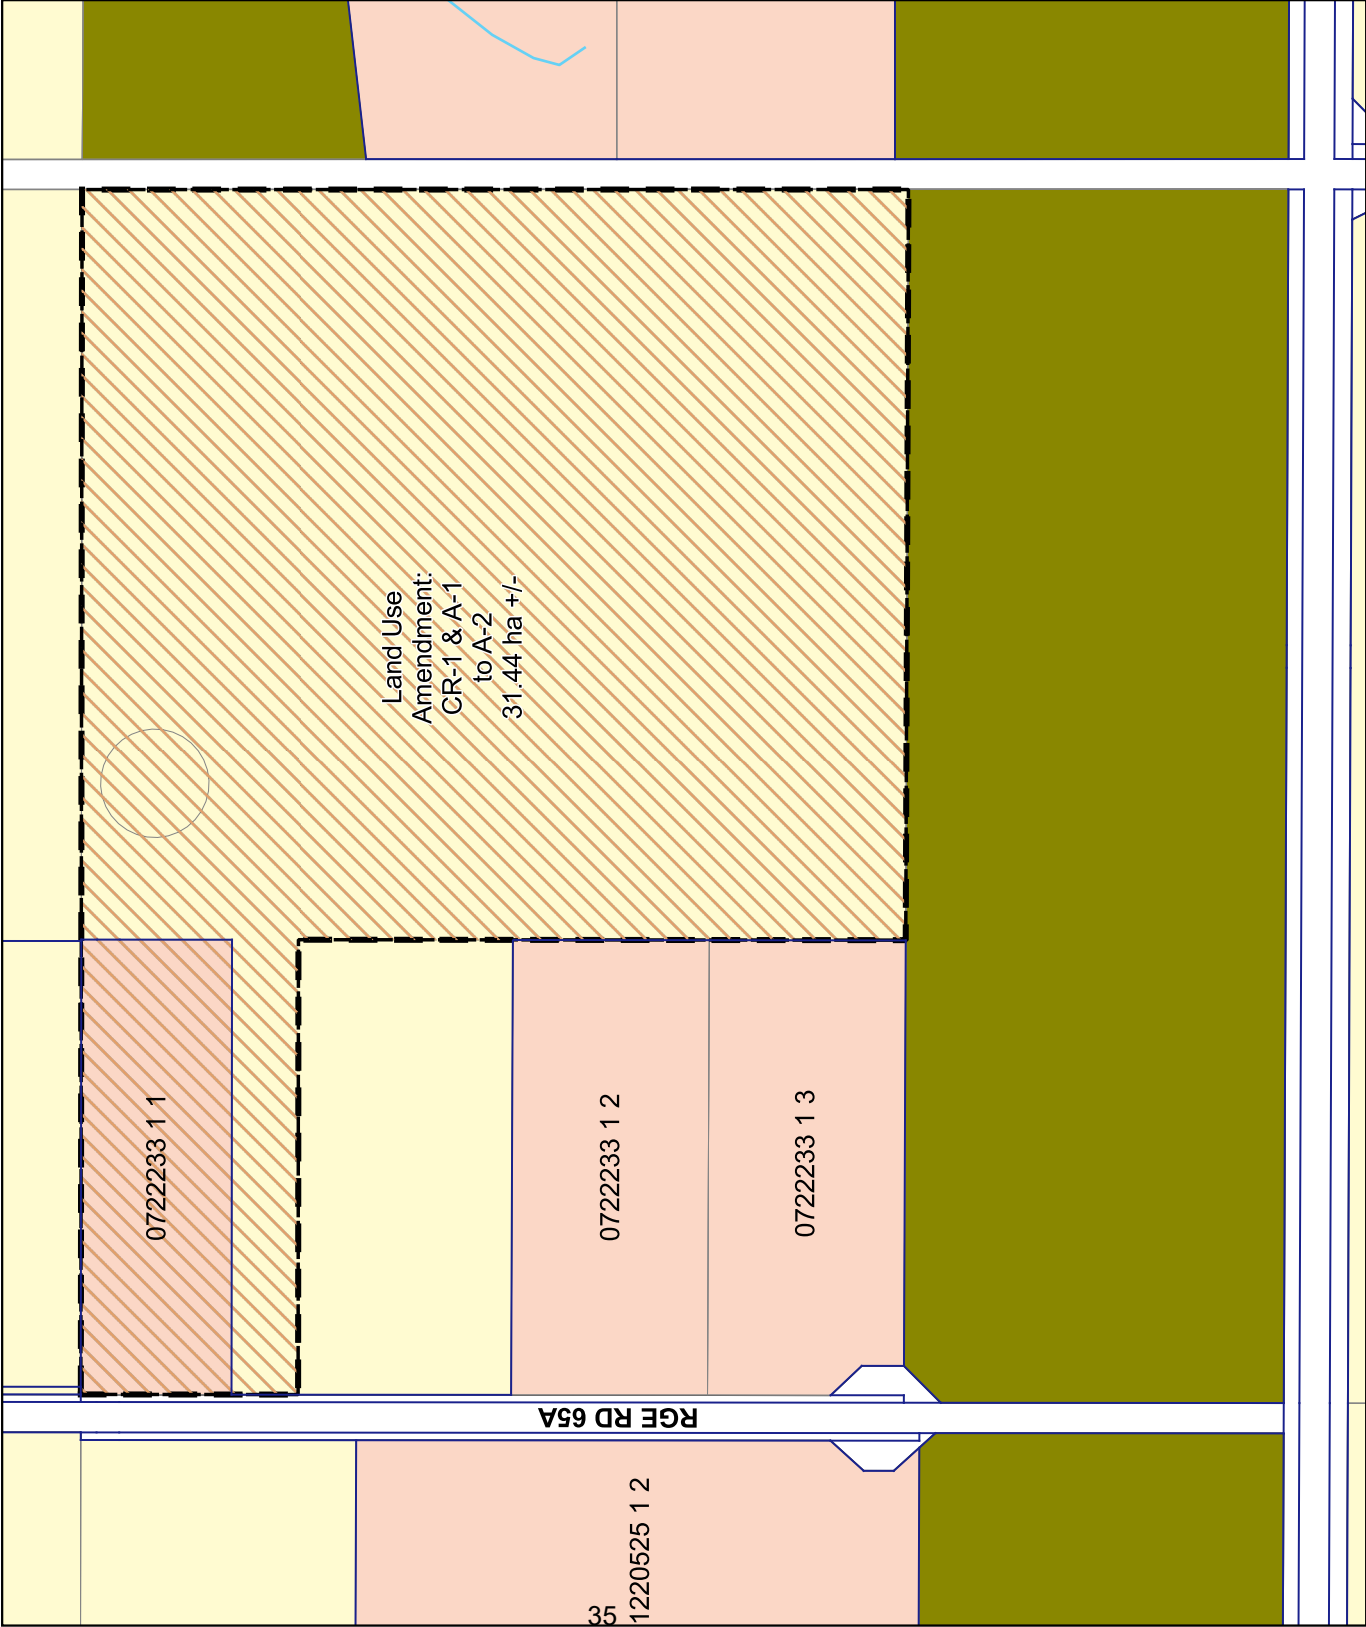 Land Use
Amendment:
CR-1 & A-1
to A-2
31.44 ha +/-
0722233 1 1
0722233 1 2
0722233 1 3
RGE RD 65A
35
1220525 1 2